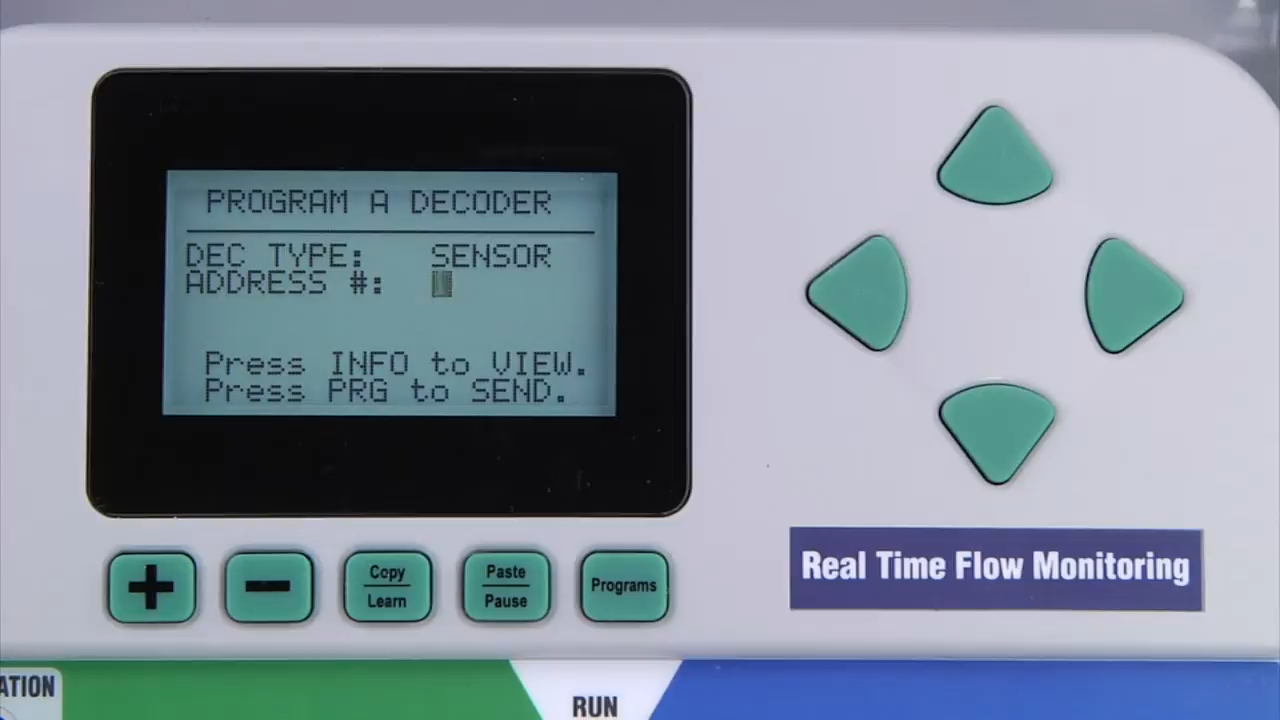 PROGRAM A DECODER
DEC TYPE: SENSOR
ADDRESS #:
Press INFO to VIEW.
Press PRG to SEND.
+
−
Copy
Learn
Paste
Pause
Programs
Real Time Flow Monitoring
ATION
RUN